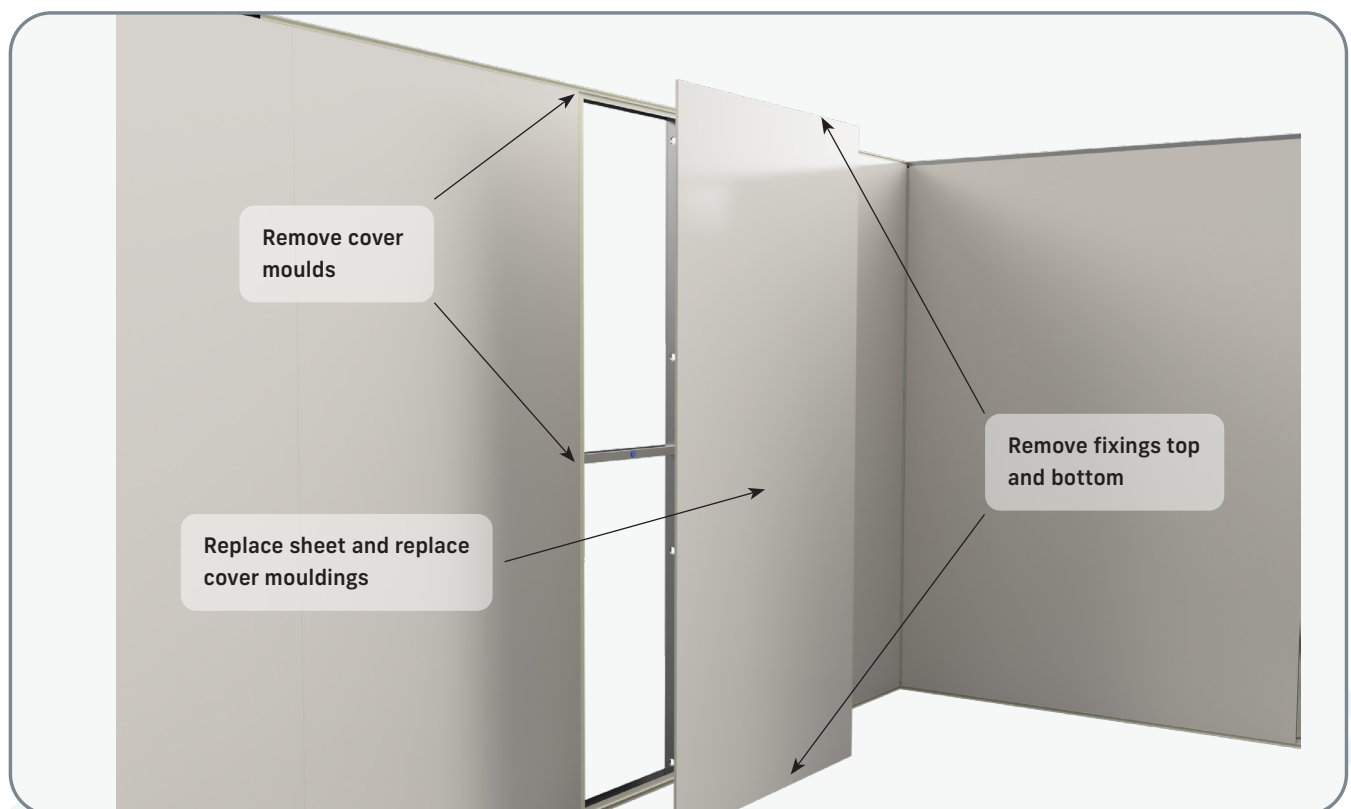 Remove cover
moulds
Remove fixings top
and bottom
Replace sheet and replace
cover mouldings